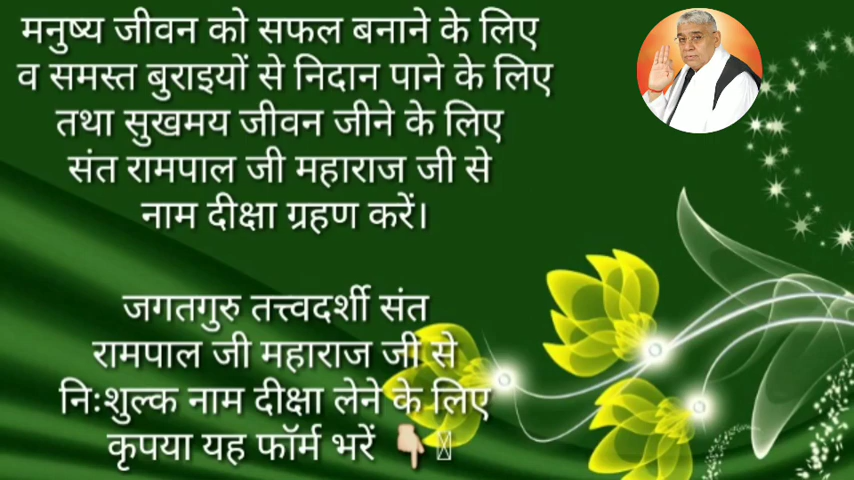 मनुष्य जीवन को सफल बनाने के लिए
व समस्त बुराइयों से निदान पाने के लिए
तथा सुखमय जीवन जीने के लिए
संत रामपाल जी महाराज जी से
नाम दीक्षा ग्रहण करें।
जगतगुरु तत्त्वदर्शी संत
रामपाल जी महाराज जी से
निःशुल्क नाम दीक्षा लेने के लिए
कृपया यह फॉर्म भरें 👇🏻